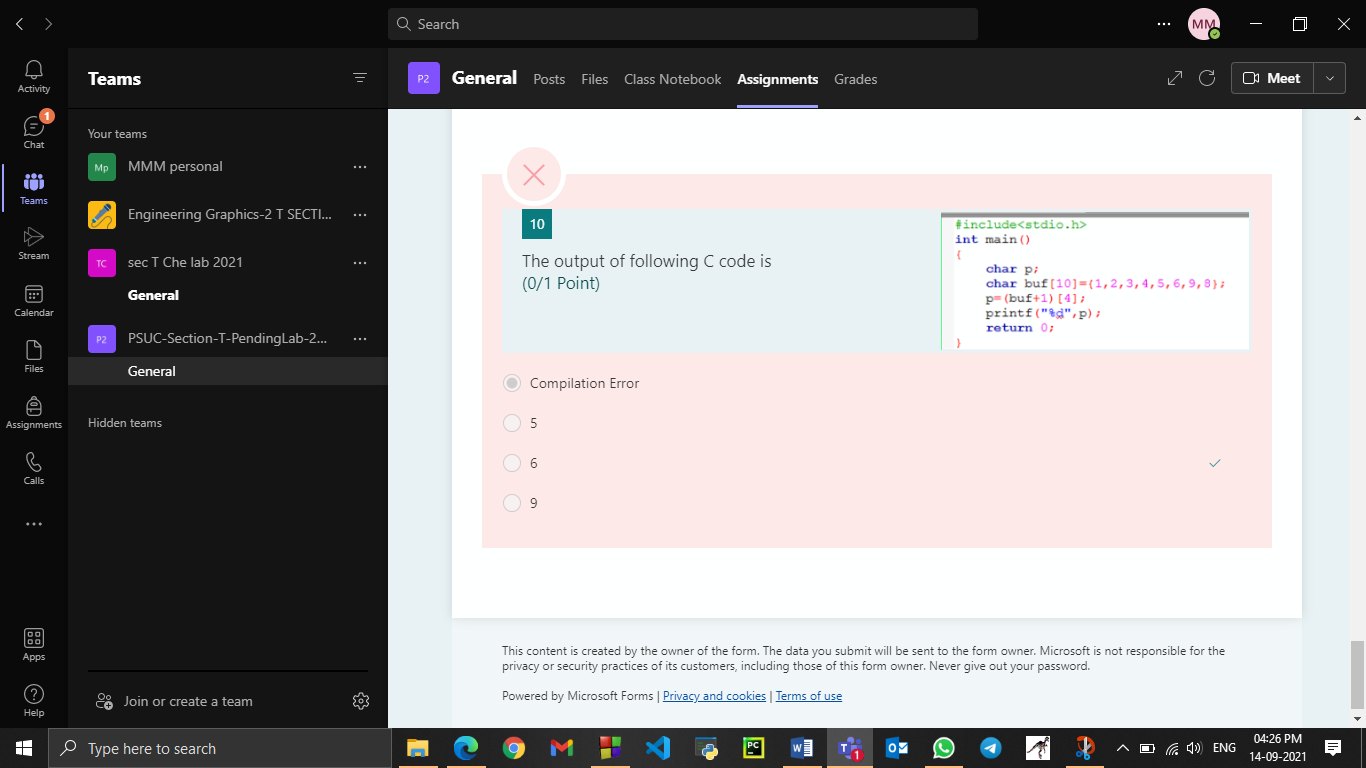 Search
MM
Activity
Chat
1
Teams
Stream
Calendar
Files
Assignments
Calls
Apps
Help
Teams
Your teams
Mp MMM personal
Engineering Graphics-2 T SECTI...
TC sec T Che lab 2021
General
P2 PSUC-Section-T-PendingLab-2...
General
Hidden teams
Join or create a team
P2 General Posts Files Class Notebook Assignments Grades
Meet
10
The output of following C code is
(0/1 Point)
#include<stdio.h>
int main()
{
char p;
char buf[10]={1,2,3,4,5,6,9,8};
p=(buf+1)[4];
printf("%d",p);
return 0;
}
Compilation Error
5
6
9
This content is created by the owner of the form. The data you submit will be sent to the form owner. Microsoft is not responsible for the
privacy or security practices of its customers, including those of this form owner. Never give out your password.
Powered by Microsoft Forms | Privacy and cookies | Terms of use
Type here to search
PC
1
ENG
04:26 PM
14-09-2021